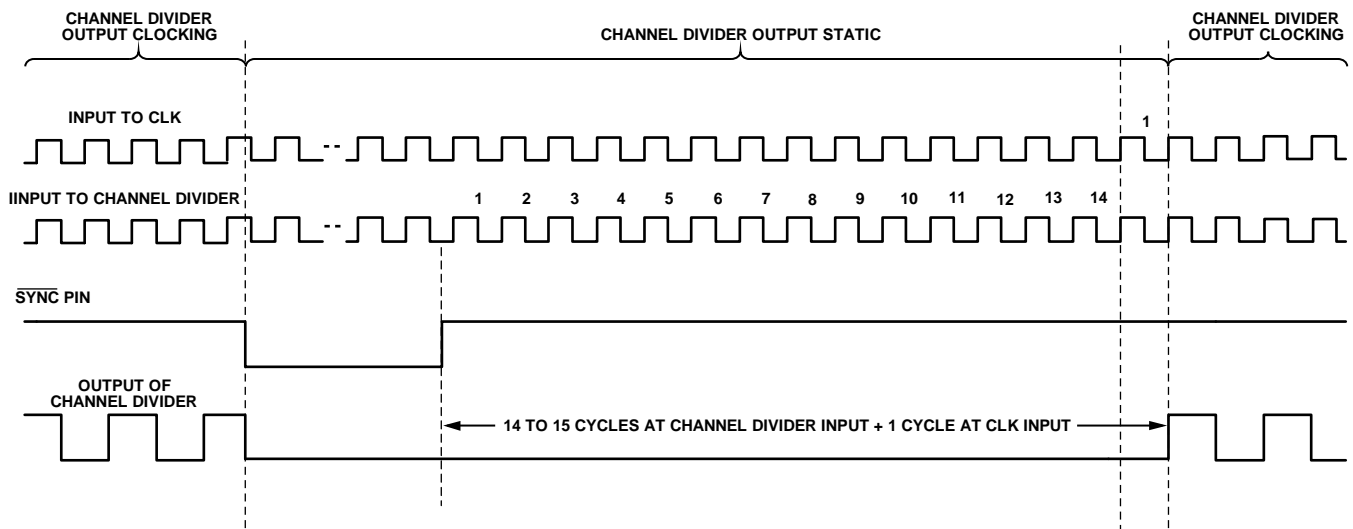 CHANNEL DIVIDER
OUTPUT CLOCKING
CHANNEL DIVIDER OUTPUT STATIC
CHANNEL DIVIDER
OUTPUT CLOCKING
INPUT TO CLK
1
IINPUT TO CHANNEL DIVIDER
1 2 3 4 5 6 7 8 9 10 11 12 13 14
SYNC PIN
OUTPUT OF
CHANNEL DIVIDER
14 TO 15 CYCLES AT CHANNEL DIVIDER INPUT + 1 CYCLE AT CLK INPUT